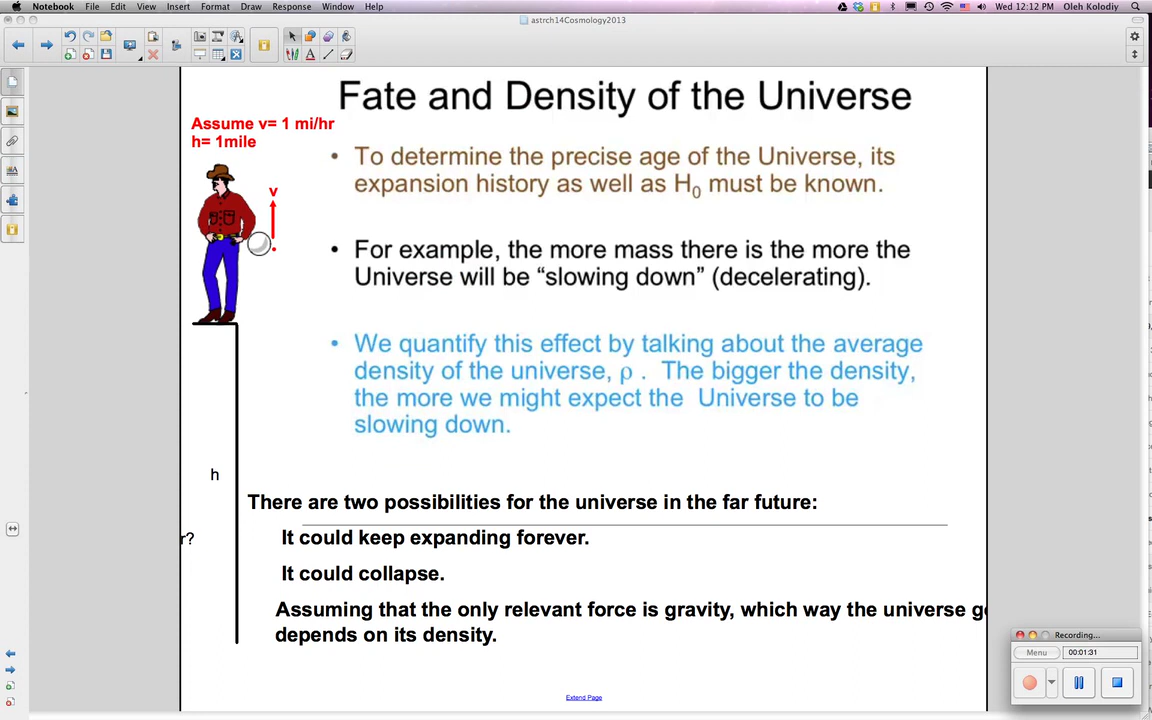 Notebook File Edit View Insert Format Draw Response Window Help Wed 12:12 PM Oleh Kolodiy
astrch14Cosmology2013
Fate and Density of the Universe
Assume v= 1 mi/hr
h= 1mile
v
• To determine the precise age of the Universe, its
expansion history as well as H0 must be known.
• For example, the more mass there is the more the
Universe will be “slowing down” (decelerating).
• We quantify this effect by talking about the average
density of the universe, ρ . The bigger the density,
the more we might expect the Universe to be
slowing down.
h
There are two possibilities for the universe in the far future:
r?
It could keep expanding forever.
It could collapse.
Assuming that the only relevant force is gravity, which way the universe g
depends on its density.
Recording...
Menu 00:01:31
Extend Page